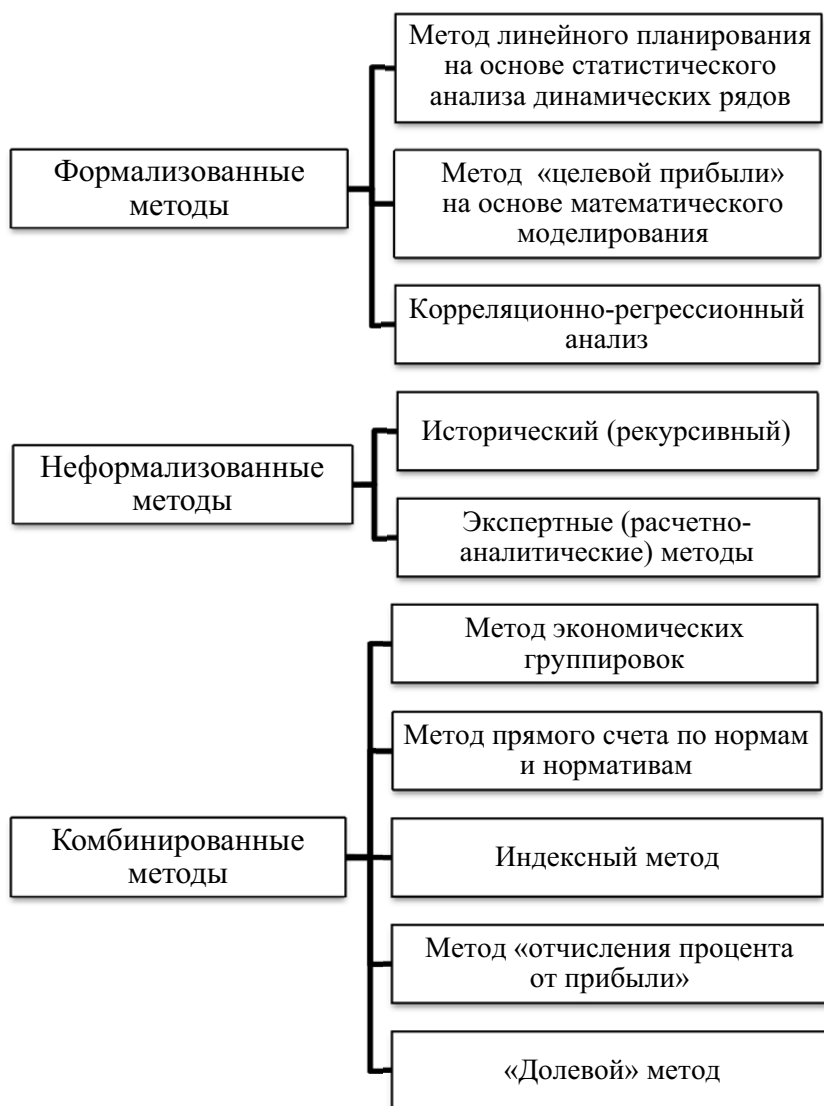 Формализованные
методы
Метод линейного планирования
на основе статистического
анализа динамических рядов
Метод «целевой прибыли»
на основе математического
моделирования
Корреляционно-регрессионный
анализ
Неформализованные
методы
Исторический (рекурсивный)
Экспертные (расчетно-
аналитические) методы
Комбинированные
методы
Метод экономических
группировок
Метод прямого счета по нормам
и нормативам
Индексный метод
Метод «отчисления процента
от прибыли»
«Долевой» метод